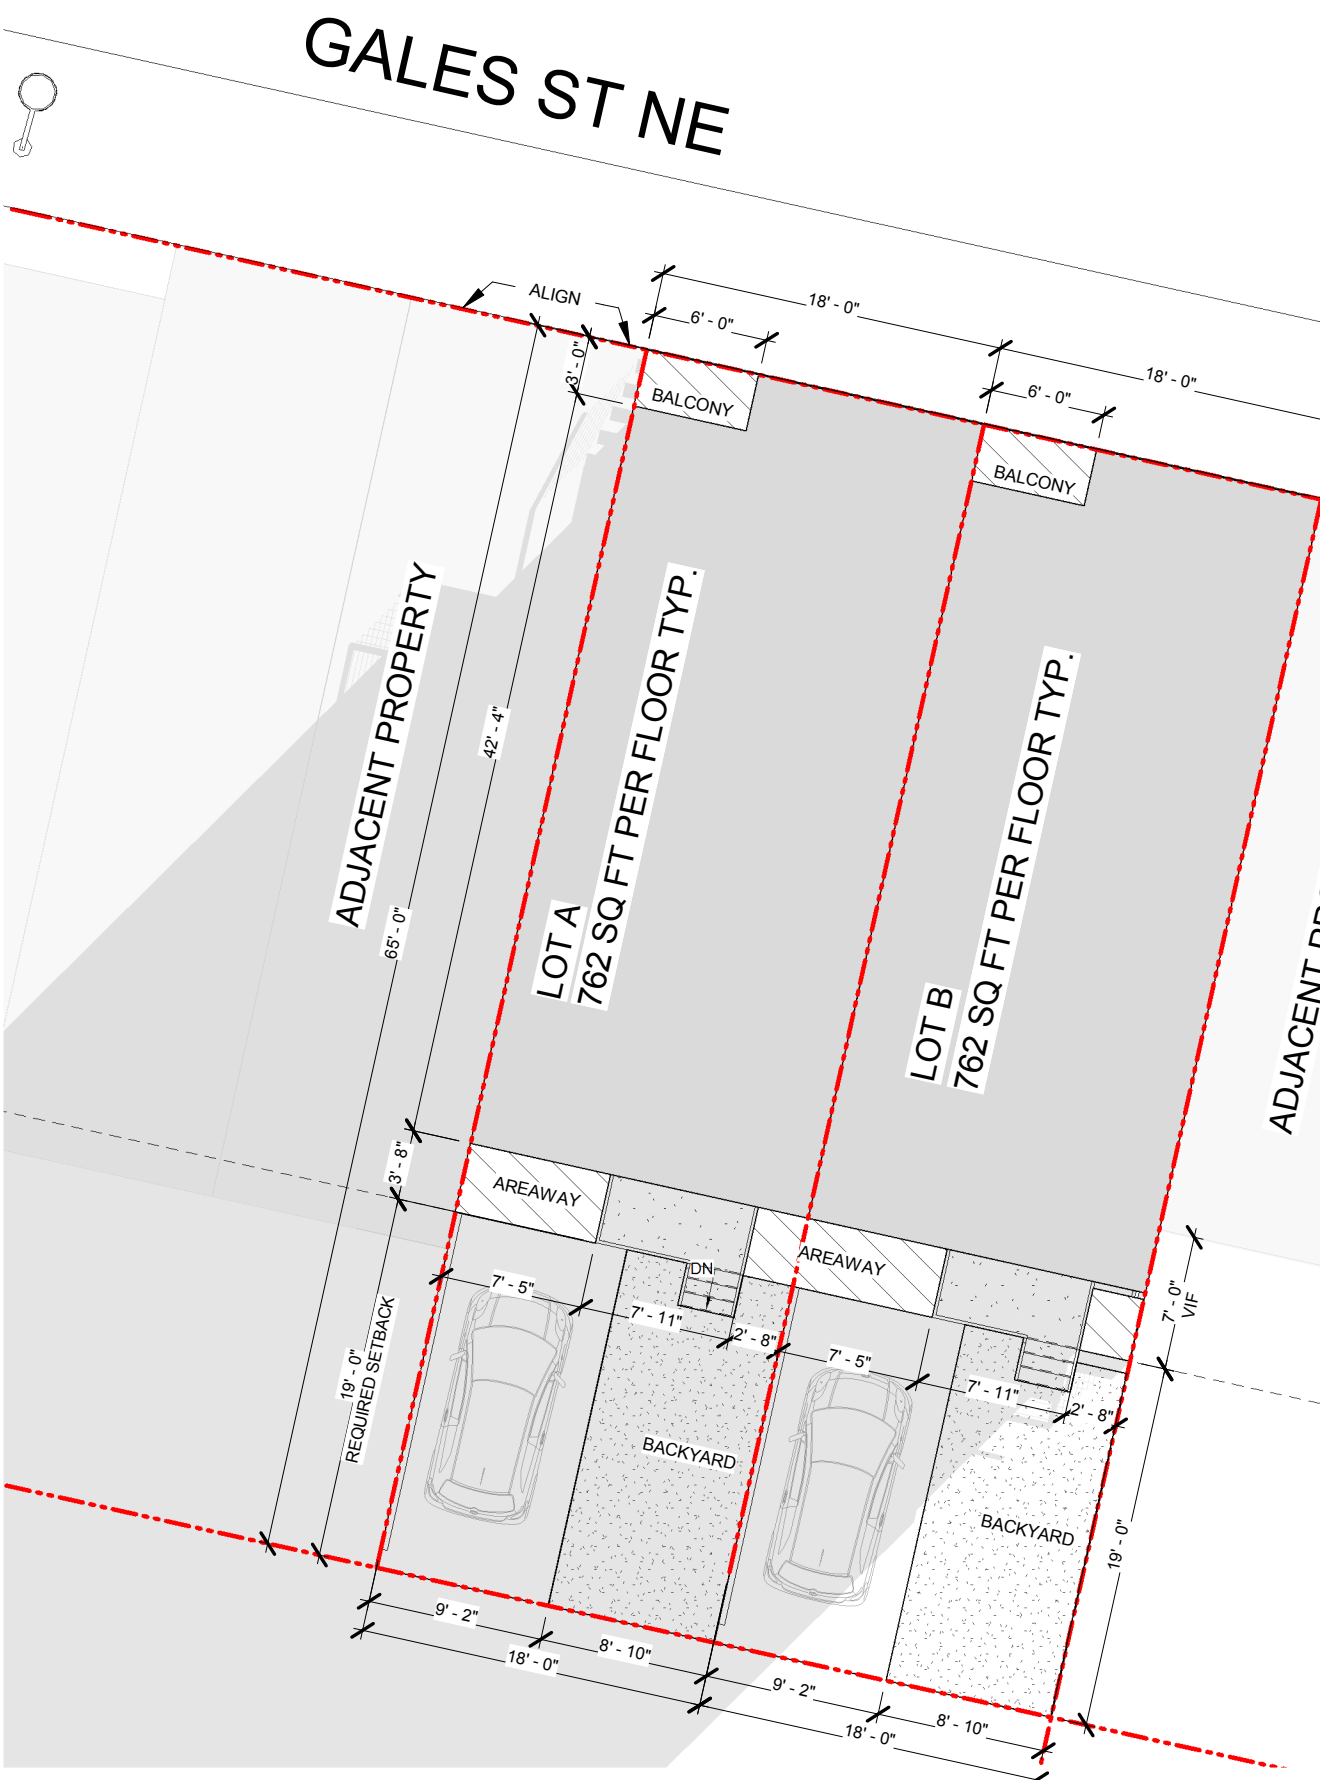 GALES ST NE
ALIGN
18' - 0"
6' - 0"
18' - 0"
6' - 0"
3' - 0"
BALCONY
BALCONY
ADJACENT PROPERTY
42' - 4"
65' - 0"
LOT A
762 SQ FT PER FLOOR TYP.
LOT B
762 SQ FT PER FLOOR TYP.
ADJACENT
3' - 8"
AREAWAY
AREAWAY
DN
7' - 5"
7' - 11"
2' - 8"
7' - 5"
7' - 11"
2' - 8"
7' - 0"
VIF
19' - 0"
REQUIRED SETBACK
BACKYARD
BACKYARD
19' - 0"
9' - 2"
8' - 10"
18' - 0"
9' - 2"
8' - 10"
18' - 0"